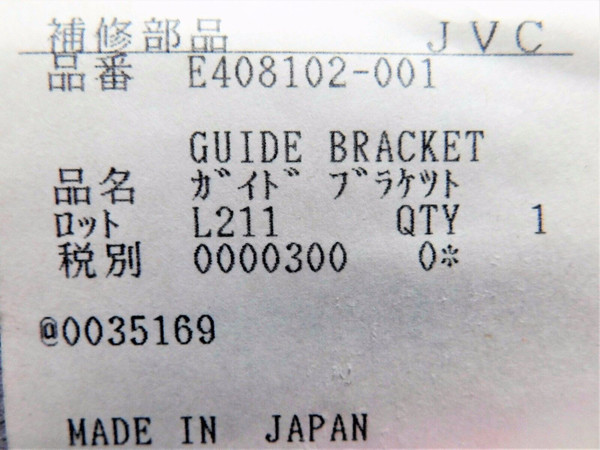 補修部品 JVC
品番 E408102-001
GUIDE BRACKET
品名 ｶﾞｲﾄﾞ ﾌﾞﾗｹﾂﾄ
ﾛｯﾄ L211 QTY 1
税別 0000300 0*
@0035169
MADE IN JAPAN